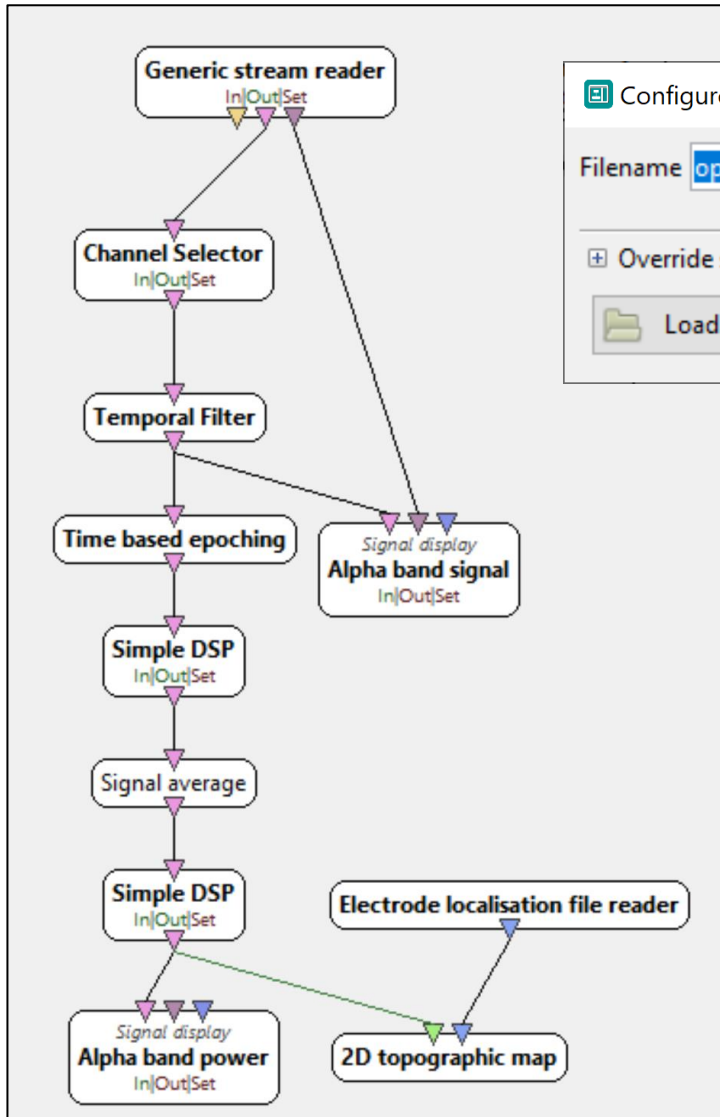 Generic stream reader
In|Out|Set
Configure
Filename op
Override
Load
Channel Selector
In|Out|Set
Temporal Filter
Time based epoching
Signal display
Alpha band signal
In|Out|Set
Simple DSP
In|Out|Set
Signal average
Simple DSP
In|Out|Set
Electrode localisation file reader
Signal display
Alpha band power
In|Out|Set
2D topographic map